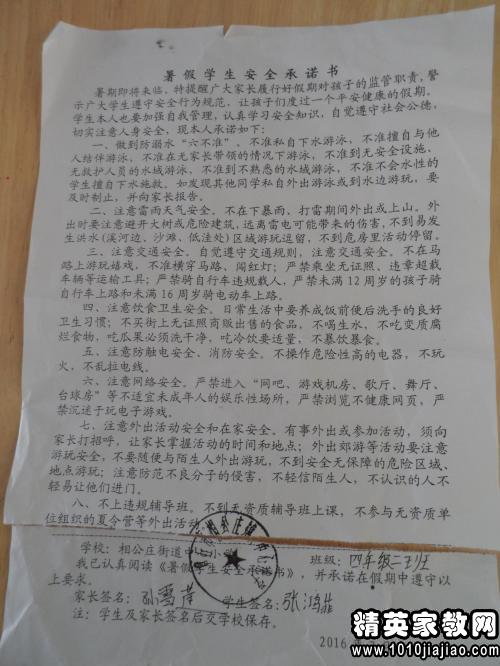 暑假学生安全承诺书
暑期即将来临,特提醒广大家长履行好假期对孩子的监管职责,警
示广大学生遵守安全行为规范,让孩子们度过一个平安健康的假期。
学生本人也要加强自我管理,认真学习安全知识,自觉遵守社会公德,
切实注意人身安全,现本人承诺如下:
一、做到防溺水“六不准”、不准私自下水游泳,不准擅自与他
人结伴游泳,不准在无家长带领的情况下游泳,不准到无安全设施、
无救护人员的水域游泳,不准到不熟悉的水域游泳,不准不会水性的
学生擅自下水施救。如发现其他同学私自外出游泳或到水边游玩,要
及时制止,并向家长报告。
二、注意雷雨天气安全。不在下暴雨、打雷期间外出或上山。外
出时要注意避开大树或危险建筑,远离雷电可能带来的伤害,不到易发
生洪水(溪河边、沙滩、低洼处)区域游玩逗留,不到危房里活动停留。
三、注意交通安全。自觉遵守交通规则,注意交通安全。不在马
路上游玩嬉戏,不准横穿马路、闯红灯;严禁乘坐无证照、违章超载
车辆等运输工具;严禁骑自行车违规载人,严禁未满12周岁的孩子骑
自行车上路和未满16周岁骑电动车上路。
四、注意饮食卫生安全。日常生活中要养成饭前便后洗手的良好
卫生习惯;不买街上无证照商贩出售的食品,不喝生水,不吃变质腐
烂食物,吃瓜果必须洗干净,吃冷饮要适量,不暴饮暴食。
五、注意防触电安全、消防安全。不操作危险性高的电器,不玩
火,不乱拉电线。
六、注意网络安全。严禁进入“网吧、游戏机房、歌厅、舞厅、
台球房”等不适宜未成年人的娱乐性场所,严禁浏览不健康网页,严
禁沉迷于玩电子游戏。
七、注意外出活动安全和在家安全。有事外出或参加活动,须向
家长打招呼,让家长掌握活动的时间和地点;外出郊游等活动要注意
游玩安全,不要随便与陌生人外出游玩,不到安全无保障的危险区域、
地点游玩;注意防范不良分子的侵害,不轻信陌生人,不认识的人不
轻易让他们进门。
八、不上违规辅导班。不到无资质辅导班上课,不参与无资质单
位组织的夏令营等外出活动。
学校:相公庄街道 小学 班级:四年级二班
我已认真阅读《暑假学生安全承诺书》,并承诺在假期中遵守以
上要求。
家长签名:孙雪 学生签名:张鸿
注:学生及家长签名后交学校保存。
2016
精英家教网
www.1010jiajiao.com